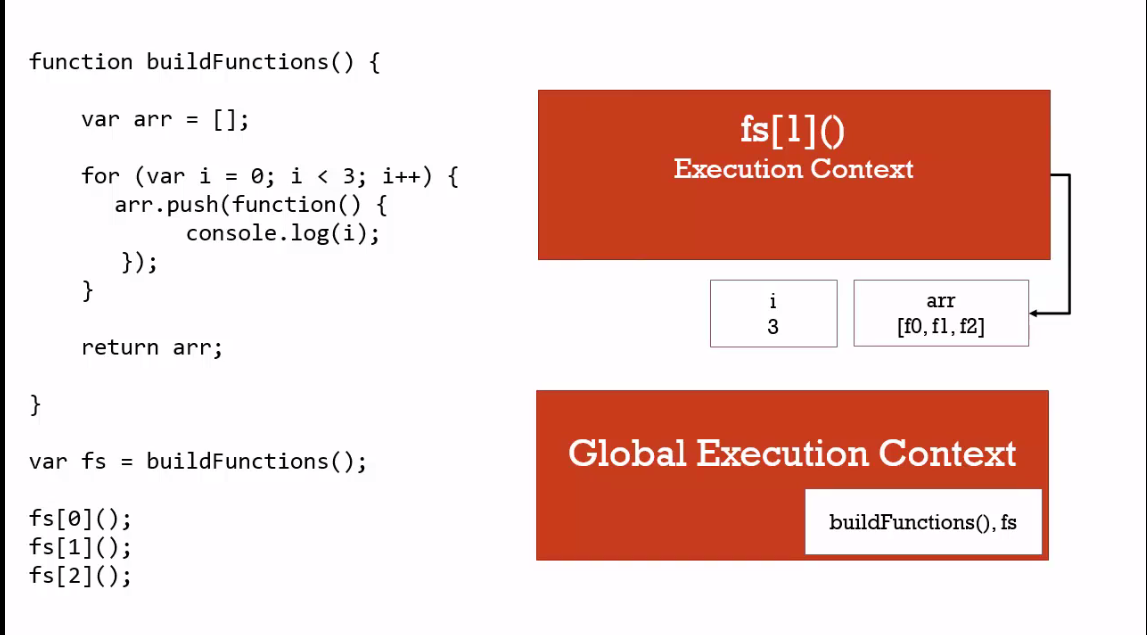 function buildFunctions() {
var arr = [];
for (var i = 0; i < 3; i++) {
arr.push(function() {
console.log(i);
});
}
return arr;
}
var fs = buildFunctions();
fs[0]();
fs[1]();
fs[2]();
fs[1]()
Execution Context
i
3
arr
[f0, f1, f2]
Global Execution Context
buildFunctions(), fs